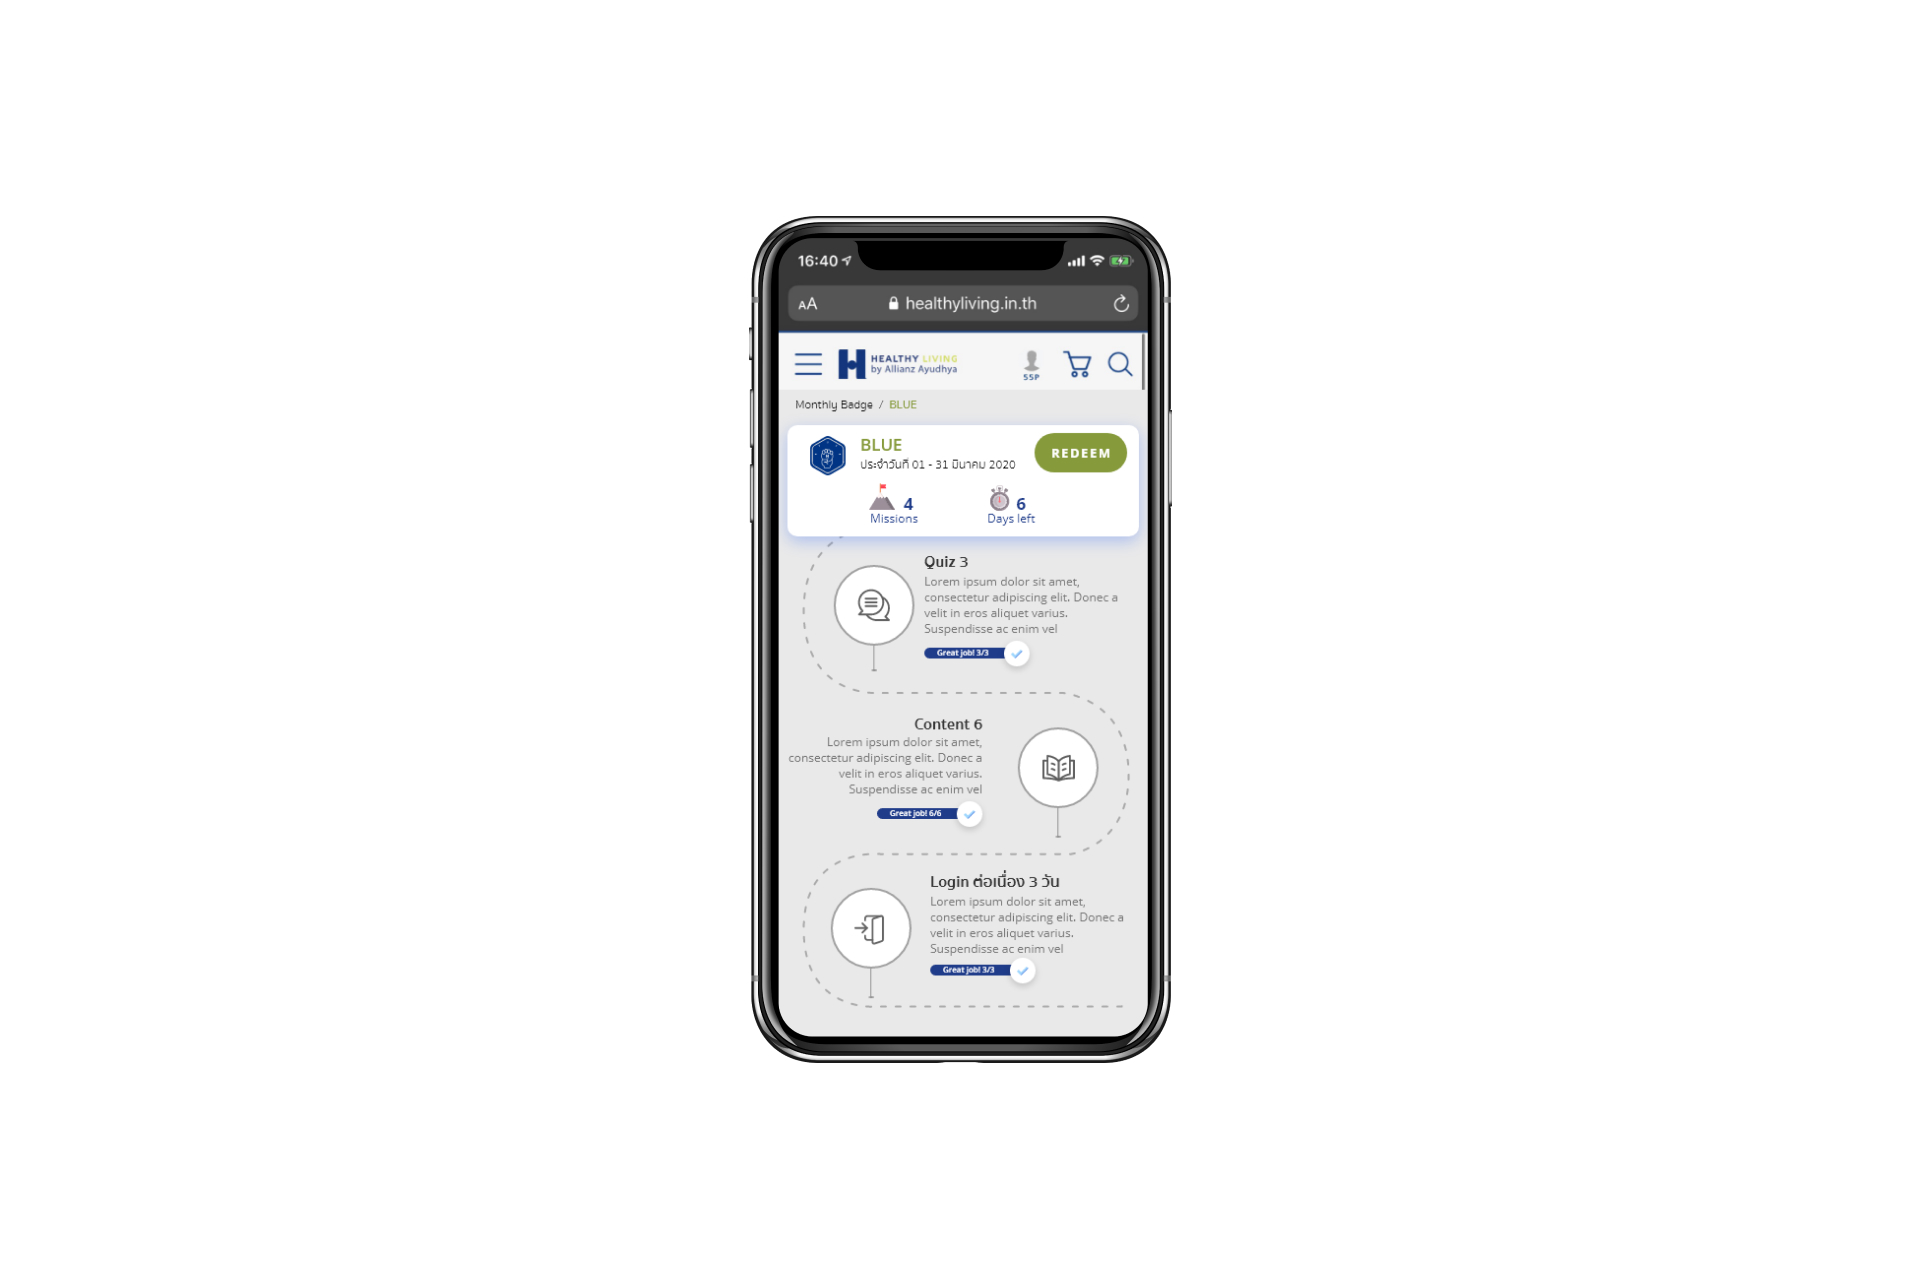 16:40
AA healthyliving.in.th
HEALTHY LIVING
by Allianz Ayudhya
SSP
Monthly Badge / BLUE
BLUE
ประจำวันที่ 01 - 31 มีนาคม 2020
REDEEM
4
Missions
6
Days left
Quiz 3
Lorem ipsum dolor sit amet,
consectetur adipiscing elit. Donec a
velit in eros aliquet varius.
Suspendisse ac enim vel
Great job! 3/3
Content 6
Lorem ipsum dolor sit amet,
consectetur adipiscing elit. Donec a
velit in eros aliquet varius.
Suspendisse ac enim vel
Great job! 6/6
Login ต่อเนื่อง 3 วัน
Lorem ipsum dolor sit amet,
consectetur adipiscing elit. Donec a
velit in eros aliquet varius.
Suspendisse ac enim vel
Great job! 3/3